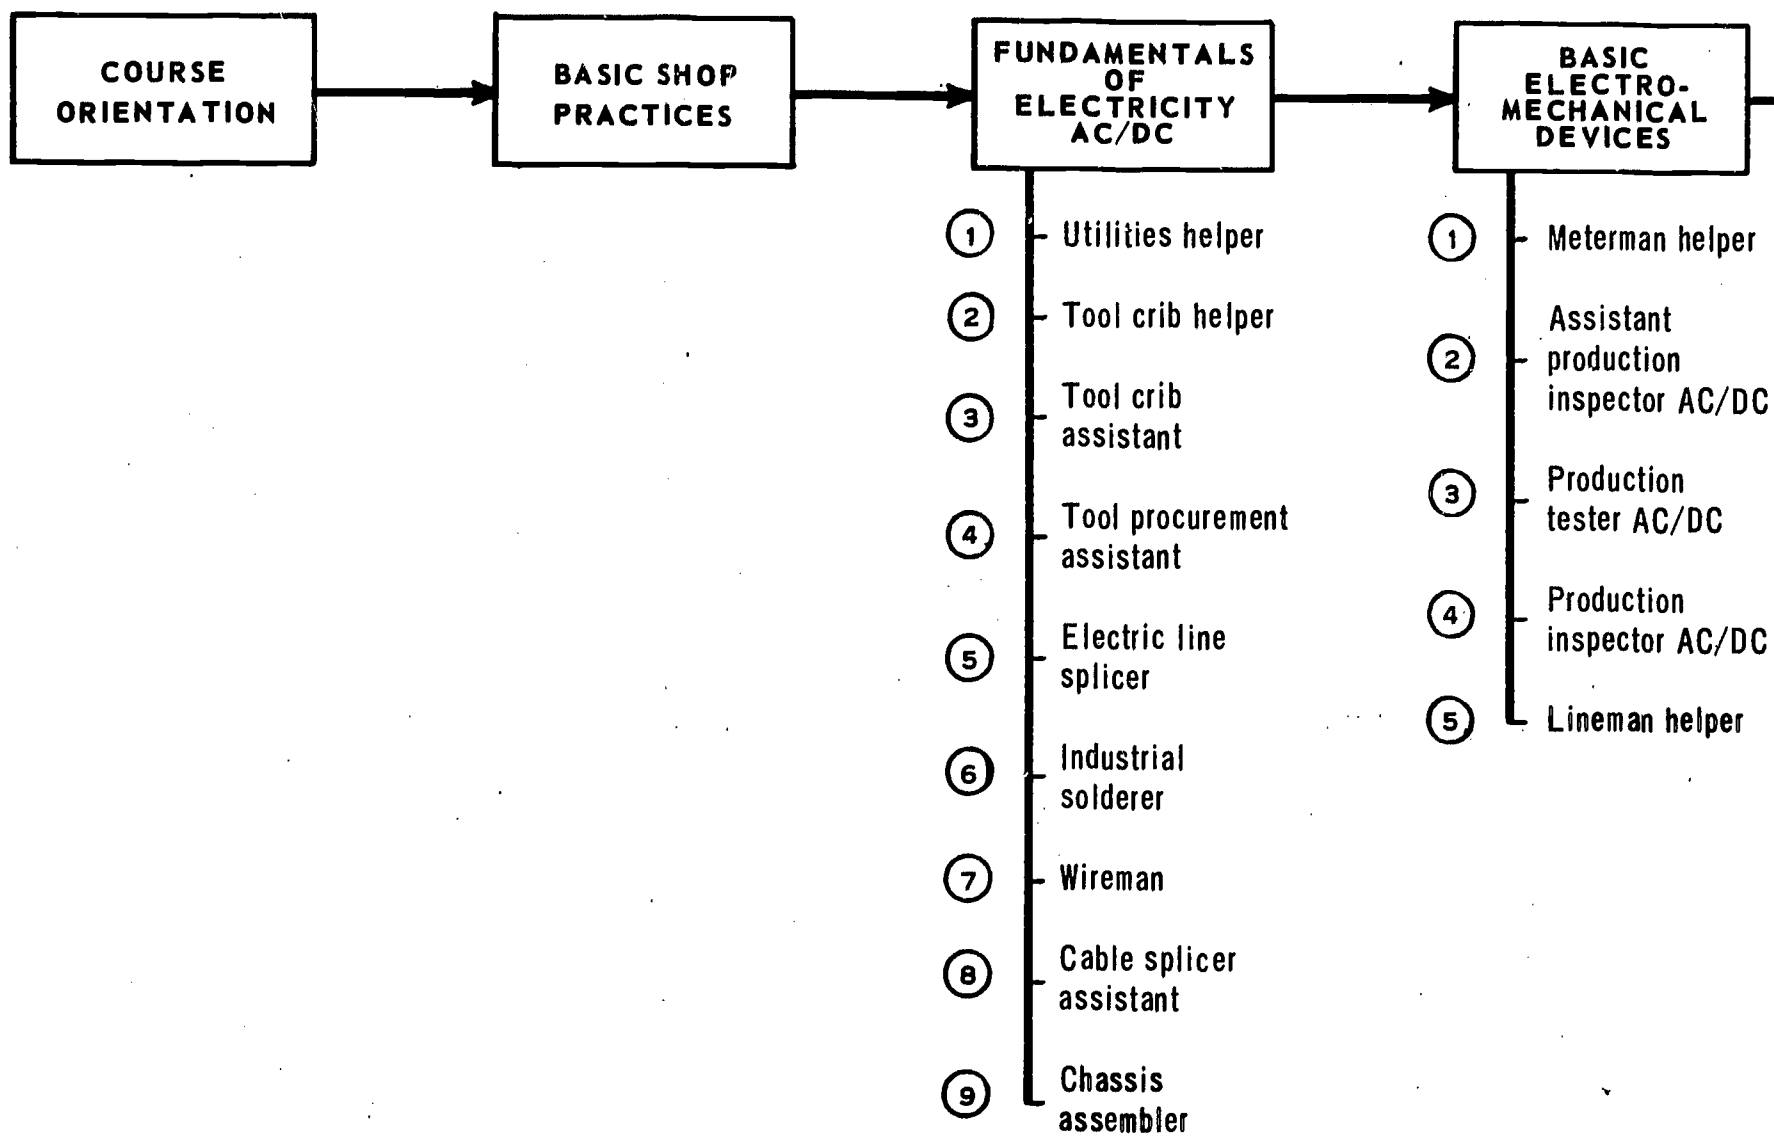 COURSE
ORIENTATION
BASIC SHOP
PRACTICES
FUNDAMENTALS
OF
ELECTRICITY
AC/DC
BASIC
ELECTRO-
MECHANICAL
DEVICES
1 Utilities helper
2 Tool crib helper
3 Tool crib
assistant
4 Tool procurement
assistant
5 Electric line
splicer
6 Industrial
solderer
7 Wireman
8 Cable splicer
assistant
9 Chassis
assembler
1 Meterman helper
2 Assistant
production
inspector AC/DC
3 Production
tester AC/DC
4 Production
inspector AC/DC
5 Lineman helper